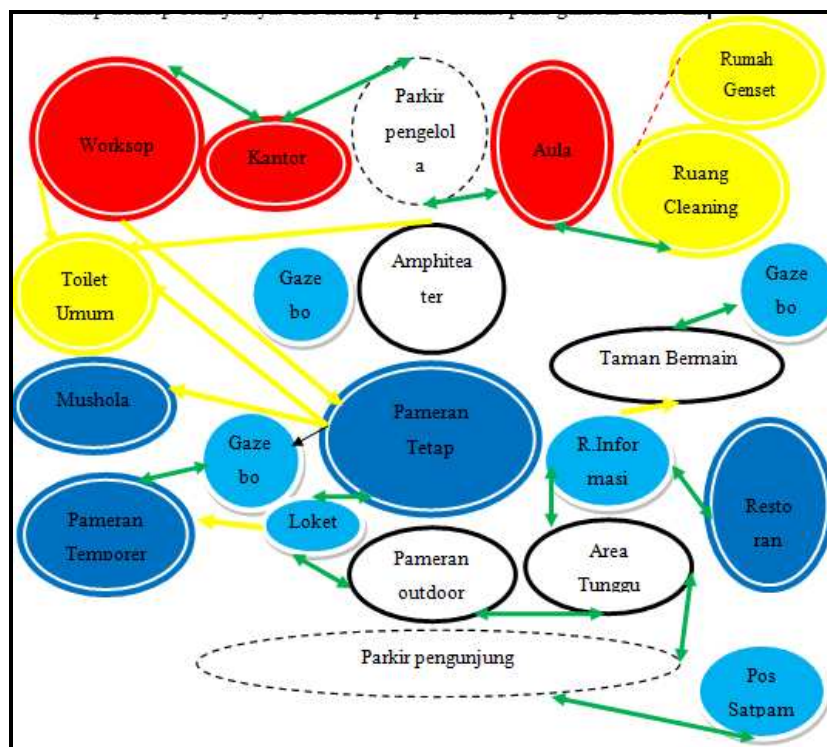 Rumah
Genset
Parkir
pengelol
a
Worksop
Kantor
Aula
Ruang
Cleaning
Toilet
Umum
Gaze
bo
Amphitea
ter
Gaze
bo
Taman Bermain
Mushola
Pameran
Tetap
Gaze
bo
R.Infor
masi
Resto
ran
Pameran
Temporer
Loket
Pameran
outdoor
Area
Tunggu
Parkir pengunjung
Pos
Satpam